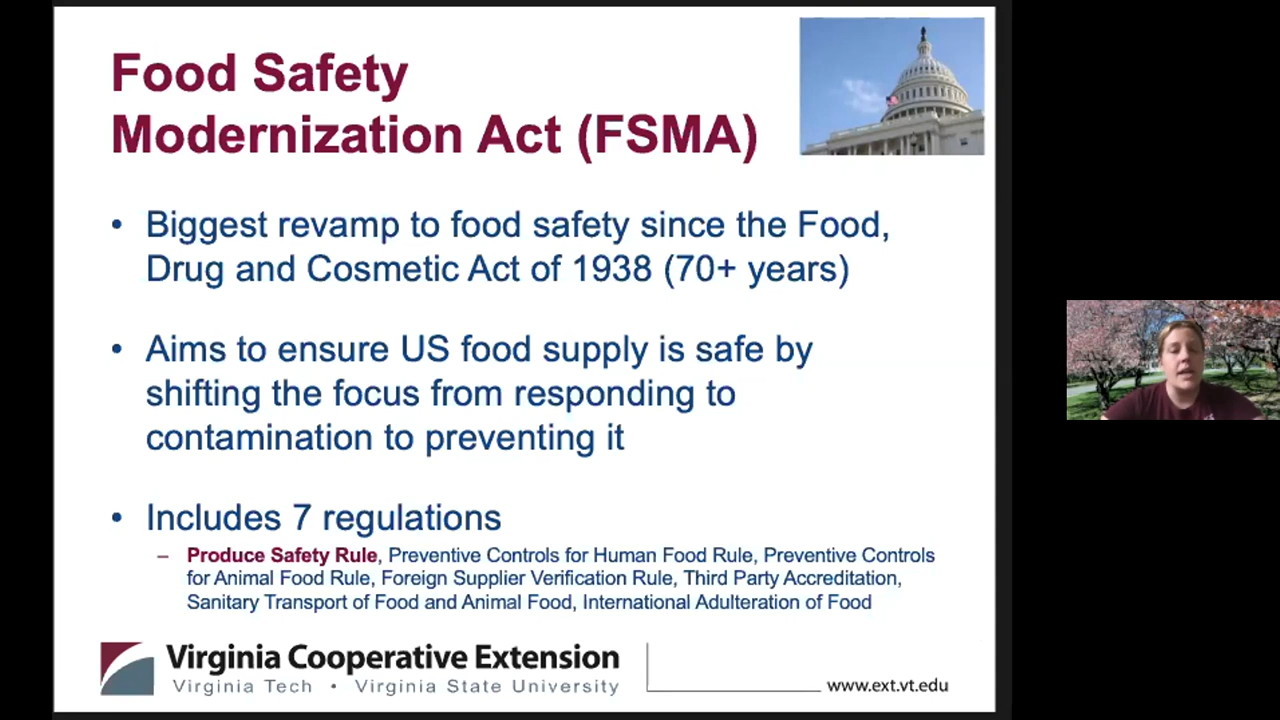 Food Safety
Modernization Act (FSMA)
• Biggest revamp to food safety since the Food,
Drug and Cosmetic Act of 1938 (70+ years)
• Aims to ensure US food supply is safe by
shifting the focus from responding to
contamination to preventing it
• Includes 7 regulations
– Produce Safety Rule, Preventive Controls for Human Food Rule, Preventive Controls
for Animal Food Rule, Foreign Supplier Verification Rule, Third Party Accreditation,
Sanitary Transport of Food and Animal Food, International Adulteration of Food
Virginia Cooperative Extension
Virginia Tech • Virginia State University
www.ext.vt.edu